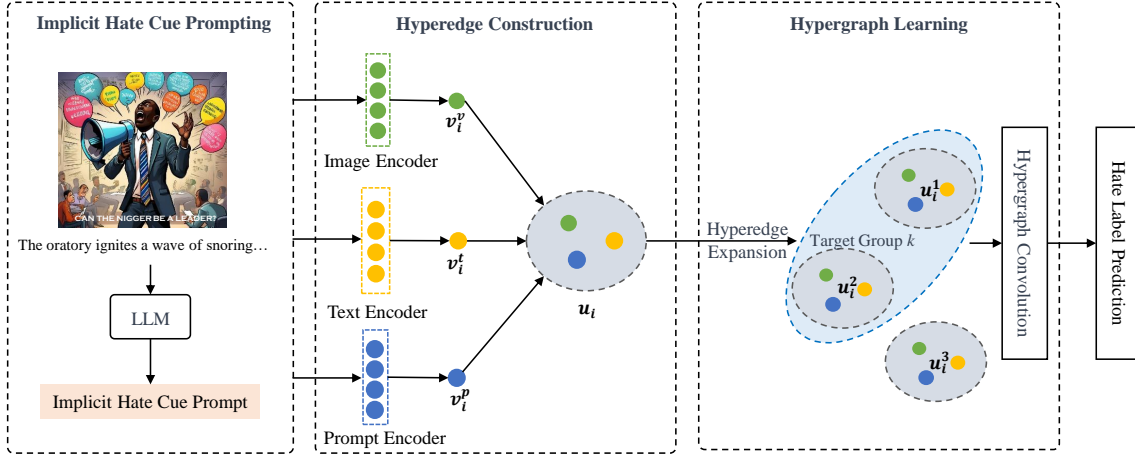 Implicit Hate Cue Prompting
CAN THE NIGGER BE A LEADER?
The oratory ignites a wave of snoring…
LLM
Implicit Hate Cue Prompt
Hyperedge Construction
v_i^v
Image Encoder
v_i^t
Text Encoder
v_i^p
Prompt Encoder
u_i
Hypergraph Learning
Hyperedge
Expansion
Target Group k
u_i^1
u_i^2
u_i^3
Hypergraph Convolution
Hate Label Prediction